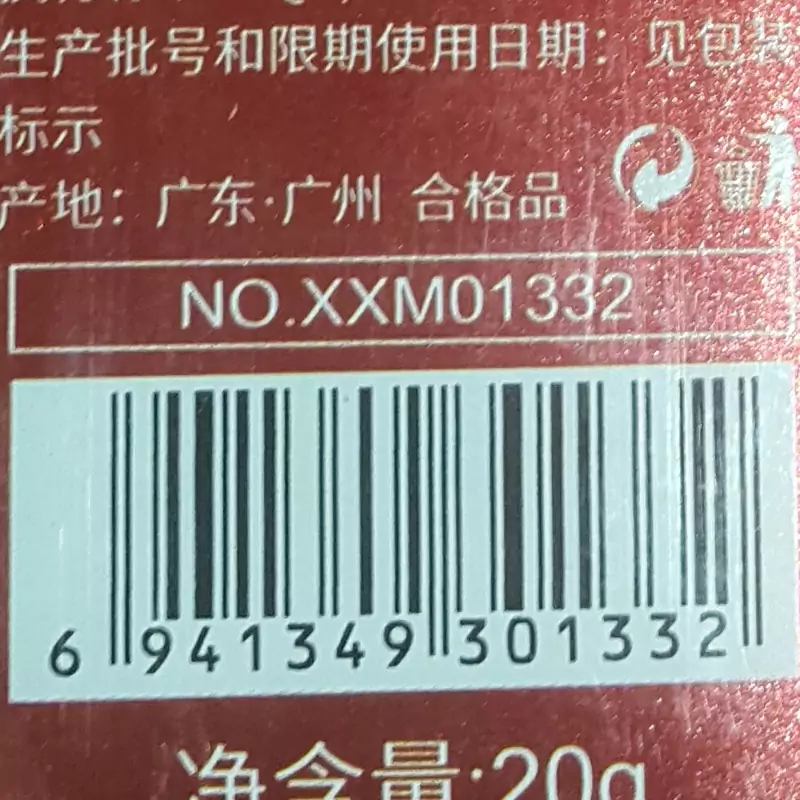 生产批号和限期使用日期：见包装
标示
产地：广东·广州 合格品
NO.XXM01332
6 941349 301332
净含量:20g